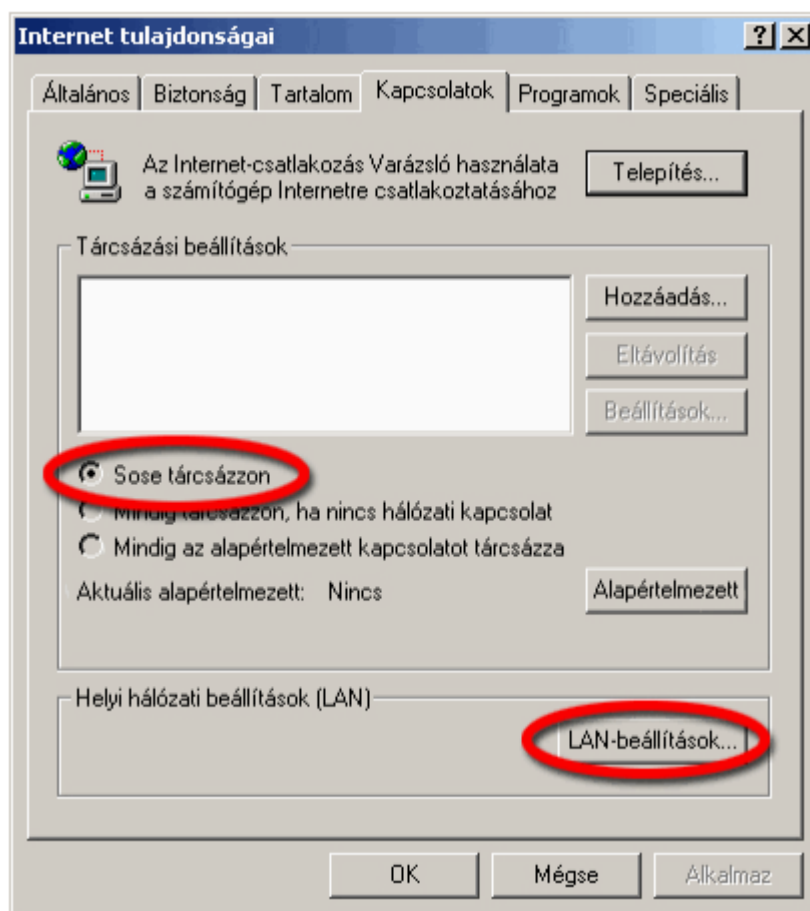 Internet tulajdonságai
Általános
Biztonság
Tartalom
Kapcsolatok
Programok
Speciális
Az Internet-csatlakozás Varázsló használata
a számítógép Internetre csatlakoztatásához
Telepítés...
Tárcsázási beállítások
Hozzáadás...
Eltávolítás
Beállítások...
Sose tárcsázzon
Mindig tárcsázzon, ha nincs hálózati kapcsolat
Mindig az alapértelmezett kapcsolatot tárcsázza
Aktuális alapértelmezett: Nincs
Alapértelmezett
Helyi hálózati beállítások (LAN)
LAN-beállítások...
OK
Mégse
Alkalmaz